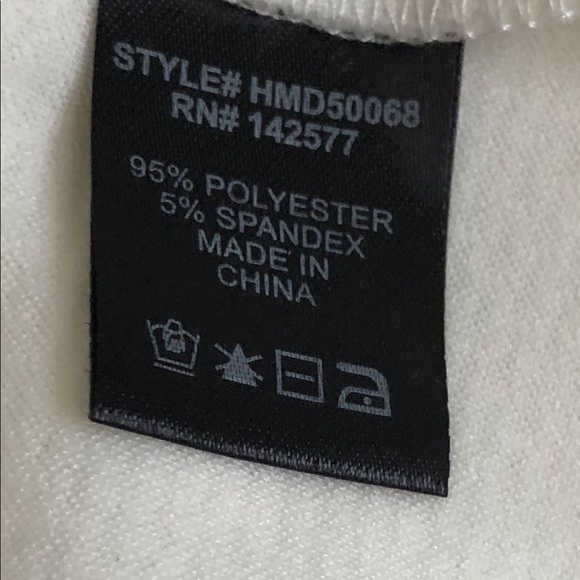 STYLE# HMD50068
RN# 142577
95% POLYESTER
5% SPANDEX
MADE IN
CHINA